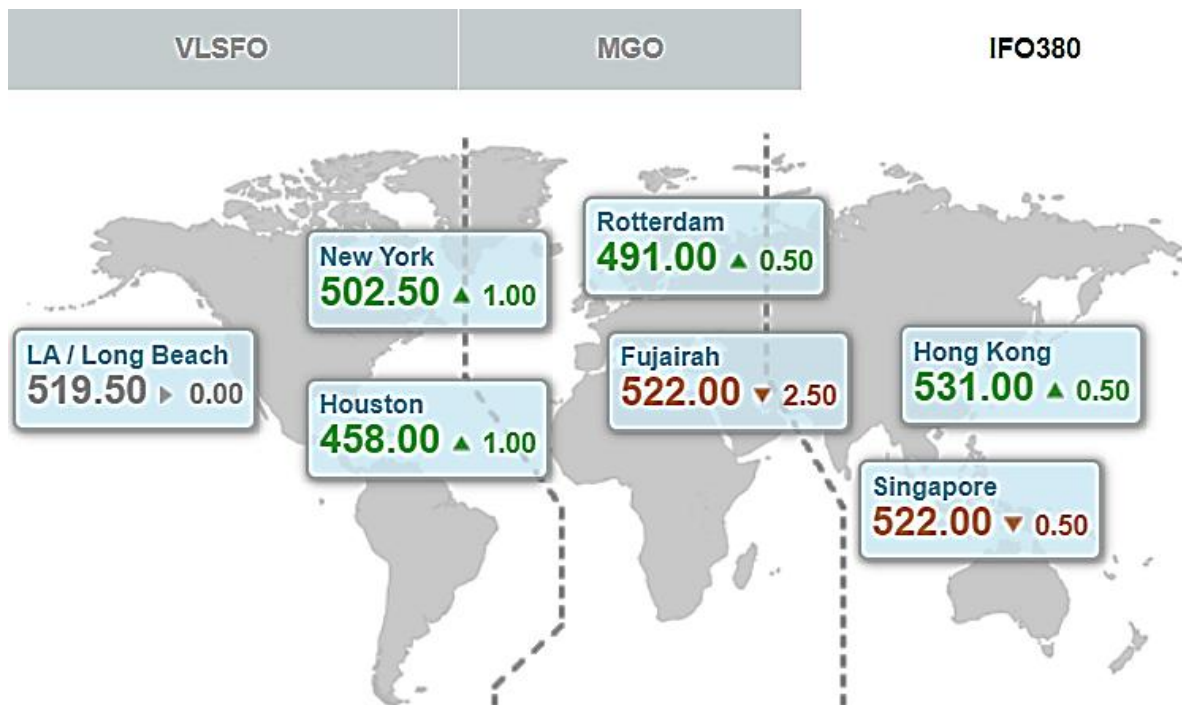 VLSFO MGO IFO380
Rotterdam
491.00 ▲ 0.50
New York
502.50 ▲ 1.00
LA / Long Beach
519.50 ▶ 0.00
Fujairah
522.00 ▼ 2.50
Hong Kong
531.00 ▲ 0.50
Houston
458.00 ▲ 1.00
Singapore
522.00 ▼ 0.50